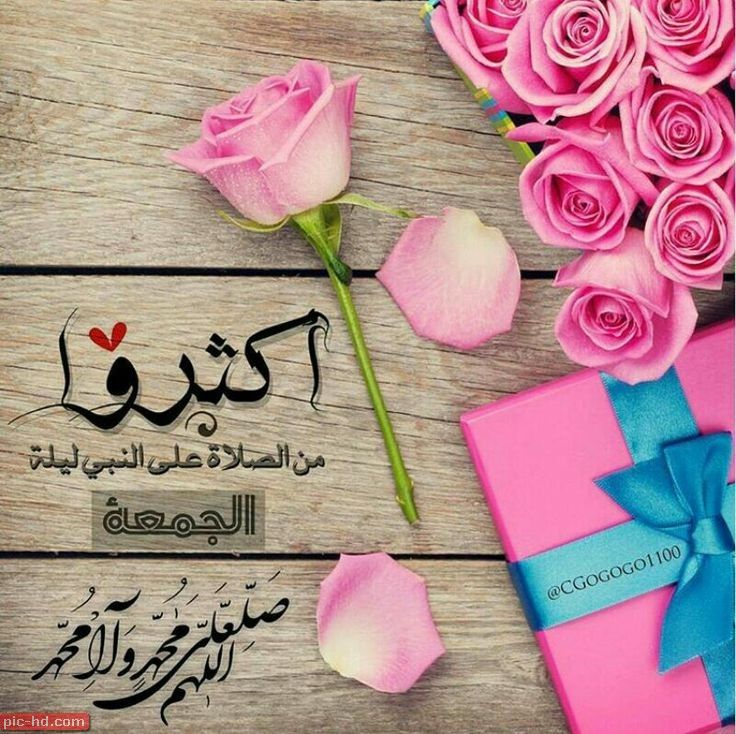 أكثروا
من الصلاة على النبي ليلة
الجمعة
اللهم صل على محمد وآل محمد
@CGOGOGO1100
pic-hd.com